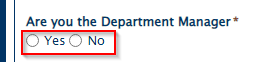 Are you the Department Manager*
Yes No